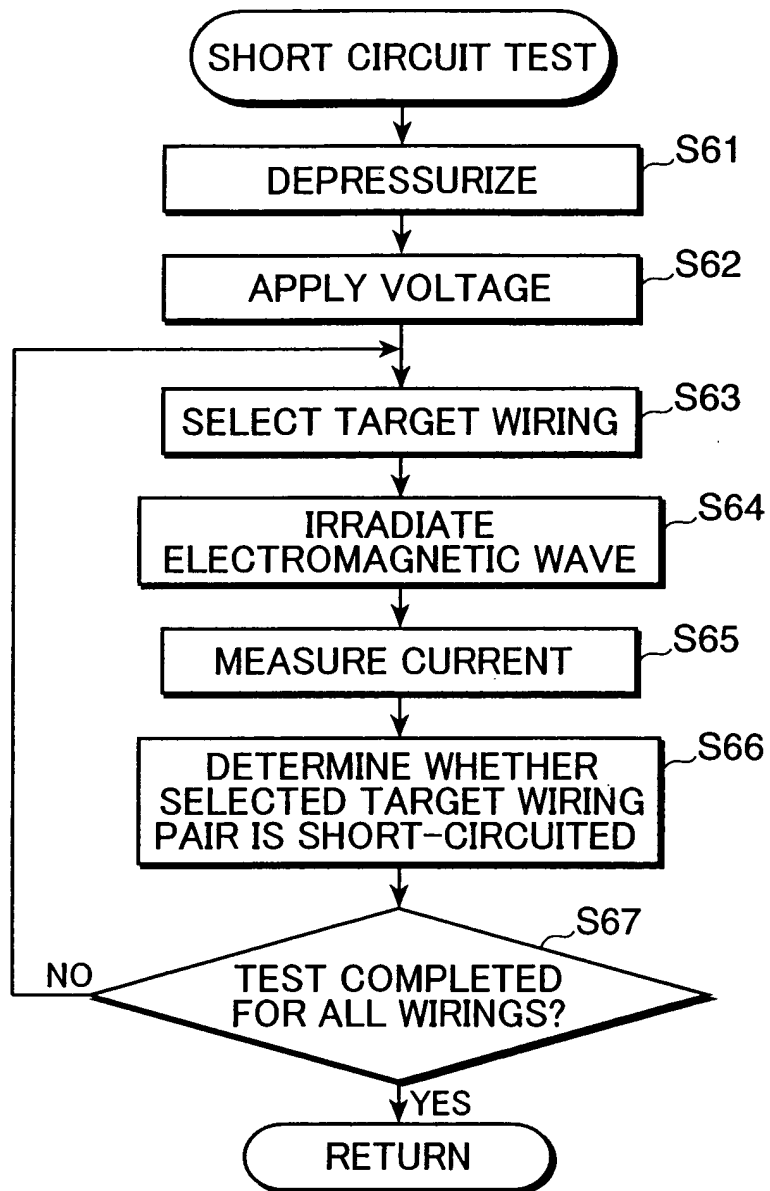 SHORT CIRCUIT TEST
DEPRESSURIZE
S61
APPLY VOLTAGE
S62
SELECT TARGET WIRING
S63
IRRADIATE
ELECTROMAGNETIC WAVE
S64
MEASURE CURRENT
S65
DETERMINE WHETHER
SELECTED TARGET WIRING
PAIR IS SHORT-CIRCUITED
S66
S67
NO
TEST COMPLETED
FOR ALL WIRINGS?
YES
RETURN